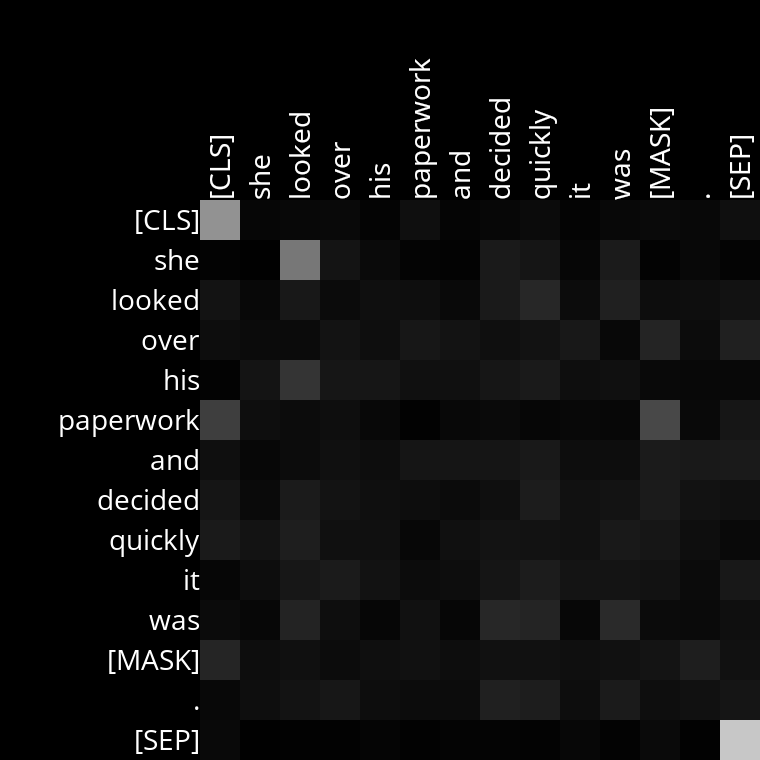 [CLS] she looked over his paperwork and decided quickly it was [MASK] . [SEP]
[CLS]
she
looked
over
his
paperwork
and
decided
quickly
it
was
[MASK]
.
[SEP]